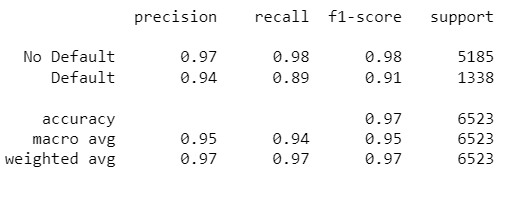 precision recall f1-score support
No Default 0.97 0.98 0.98 5185
Default 0.94 0.89 0.91 1338
accuracy 0.97 6523
macro avg 0.95 0.94 0.95 6523
weighted avg 0.97 0.97 0.97 6523